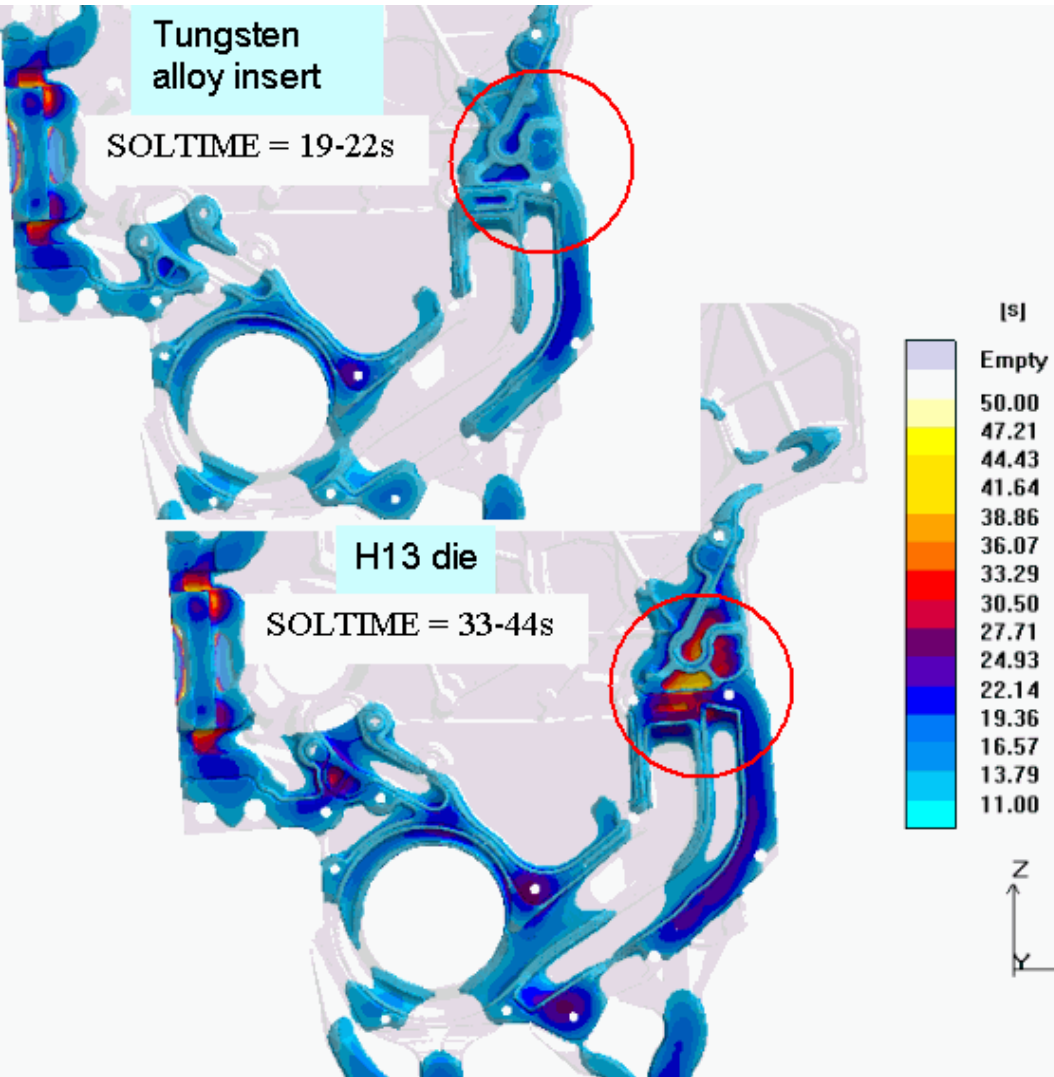 Tungsten
alloy insert
SOLTIME = 19-22s
H13 die
SOLTIME = 33-44s
[s]
Empty
50.00
47.21
44.43
41.64
38.86
36.07
33.29
30.50
27.71
24.93
22.14
19.36
16.57
13.79
11.00
Z
Y